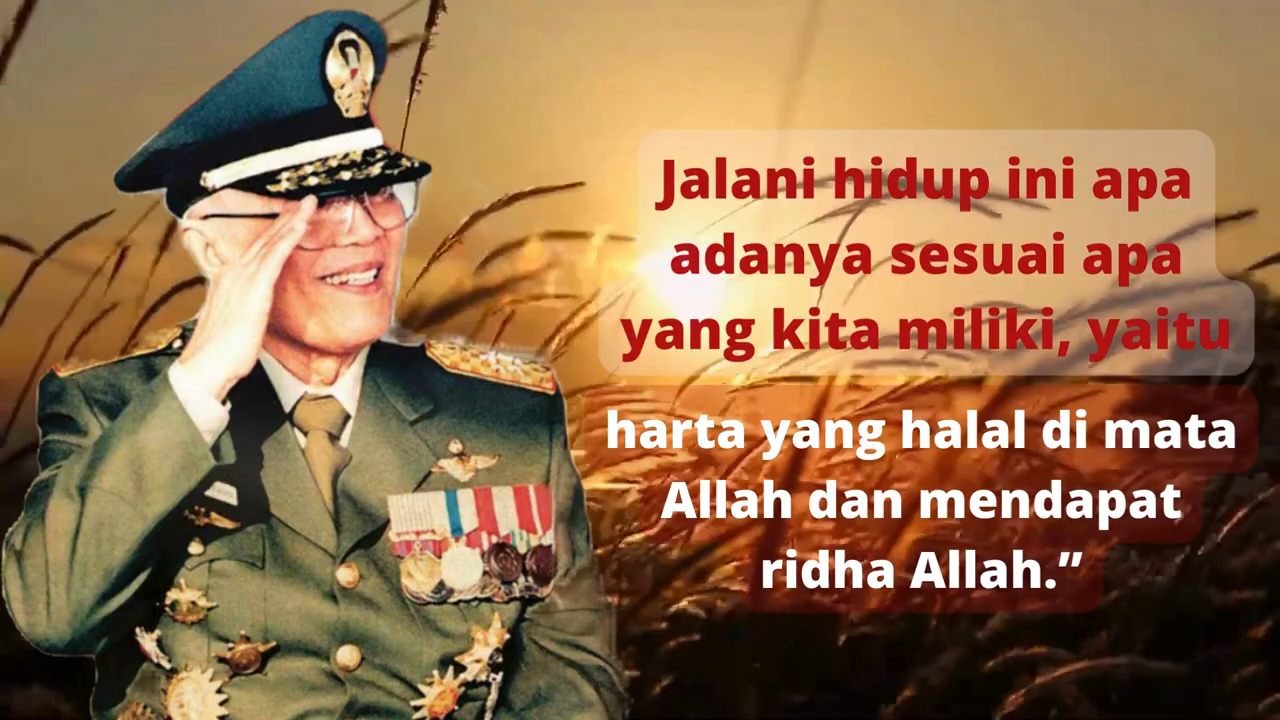 Jalani hidup ini apa
adanya sesuai apa
yang kita miliki, yaitu
harta yang halal di mata
Allah dan mendapat
ridha Allah.”